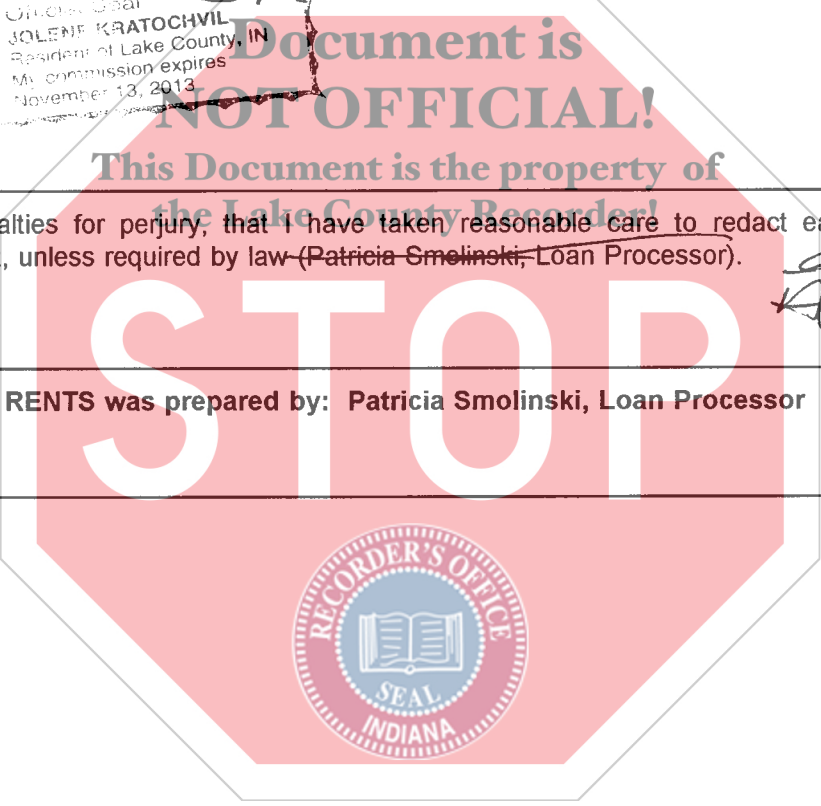 Official Seal
JOLENE KRATOCHVIL
Resident of Lake County, IN
My commission expires
November 13, 2013
Document is
NOT OFFICIAL!
This Document is the property of
the Lake County Recorder!
alties for perjury, that I have taken reasonable care to redact ea
, unless required by law (Patricia Smolinski, Loan Processor).
STOP
RENTS was prepared by: Patricia Smolinski, Loan Processor
RECORDER'S OFFICE
SEAL
INDIANA